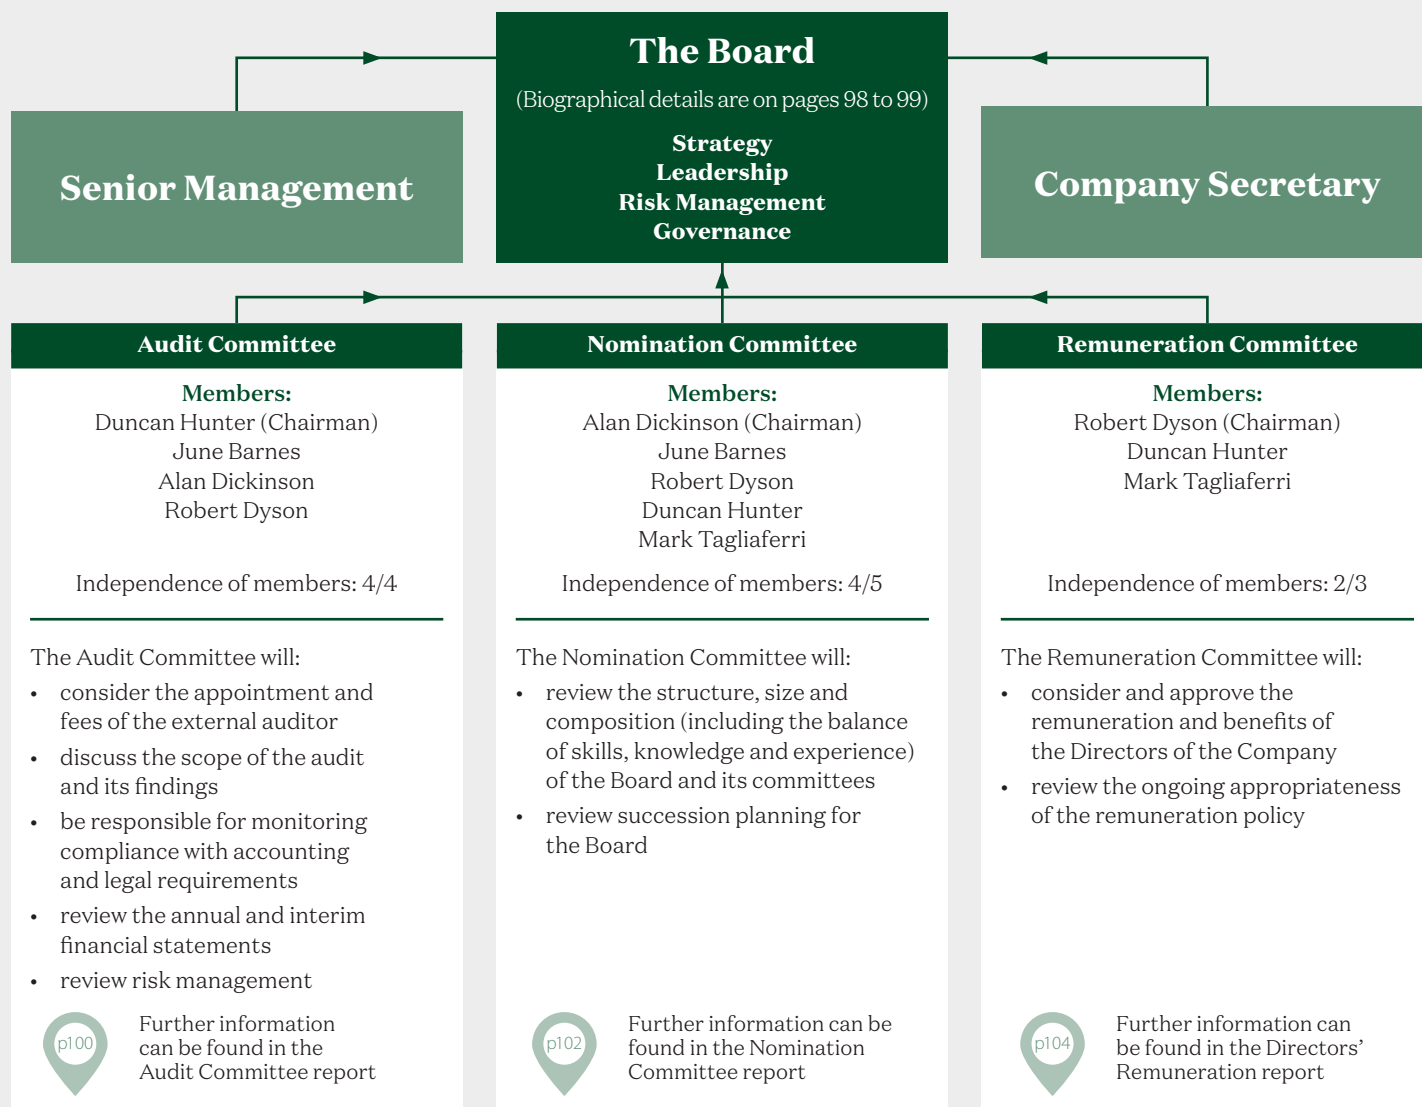 The Board
(Biographical details are on pages 98 to 99)
Strategy
Leadership
Risk Management
Governance
Senior Management
Company Secretary
Audit Committee
Members:
Duncan Hunter (Chairman)
June Barnes
Alan Dickinson
Robert Dyson
Independence of members: 4/4
The Audit Committee will:
• consider the appointment and
fees of the external auditor
• discuss the scope of the audit
and its findings
• be responsible for monitoring
compliance with accounting
and legal requirements
• review the annual and interim
financial statements
• review risk management
p100
Further information
can be found in the
Audit Committee report
Nomination Committee
Members:
Alan Dickinson (Chairman)
June Barnes
Robert Dyson
Duncan Hunter
Mark Tagliaferri
Independence of members: 4/5
The Nomination Committee will:
• review the structure, size and
composition (including the balance
of skills, knowledge and experience)
of the Board and its committees
• review succession planning for
the Board
p102
Further information can be
found in the Nomination
Committee report
Remuneration Committee
Members:
Robert Dyson (Chairman)
Duncan Hunter
Mark Tagliaferri
Independence of members: 2/3
The Remuneration Committee will:
• consider and approve the
remuneration and benefits of
the Directors of the Company
• review the ongoing appropriateness
of the remuneration policy
p104
Further information can
be found in the Directors’
Remuneration report